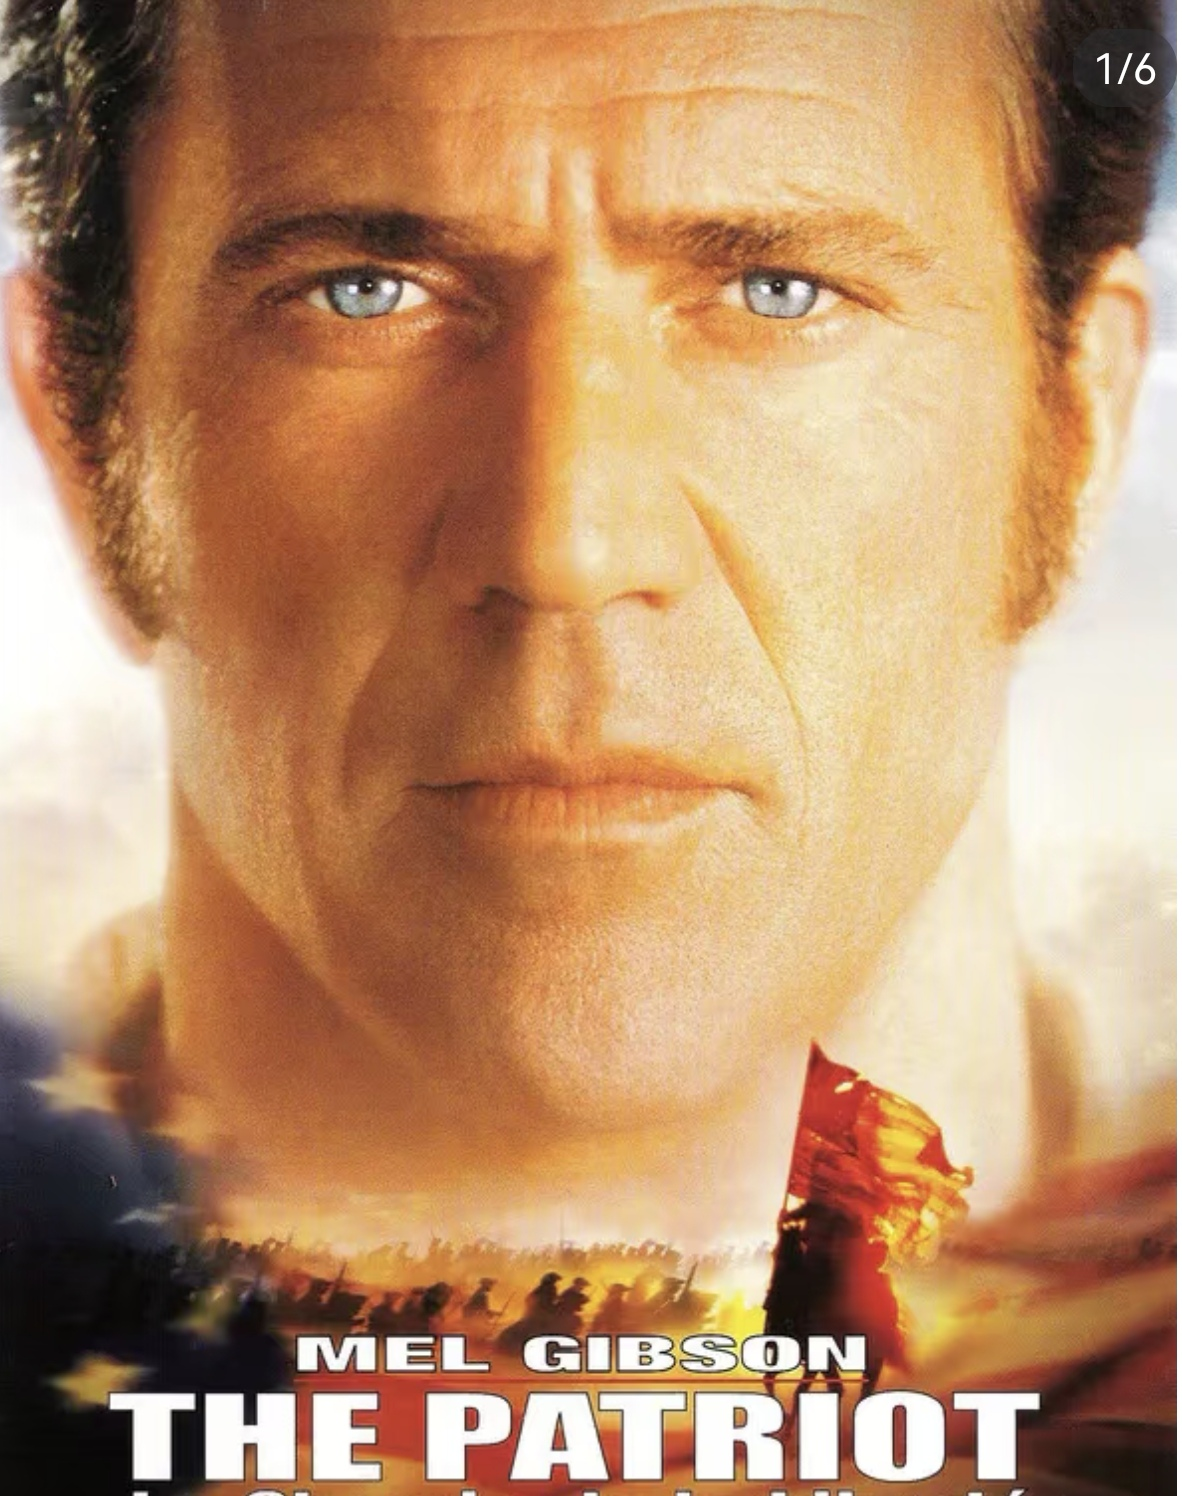 1/6
MEL GIBSON
THE PATRIOT